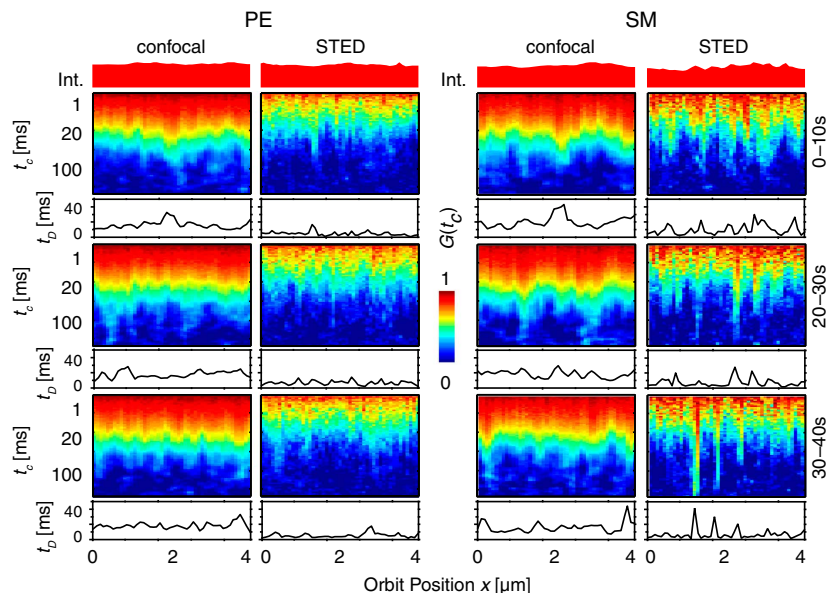 PE SM
confocal STED confocal STED
Int. Int.
t_c [ms] 1 20 100 0–10s
t_D [ms] 40 20 0
G(t_c) 1 0
t_c [ms] 1 20 100 20–30s
t_D [ms] 40 20 0
t_c [ms] 1 20 100 30–40s
t_D [ms] 40 20 0
0 2 4 0 2 4 0 2 4 0 2 4
Orbit Position x [µm]